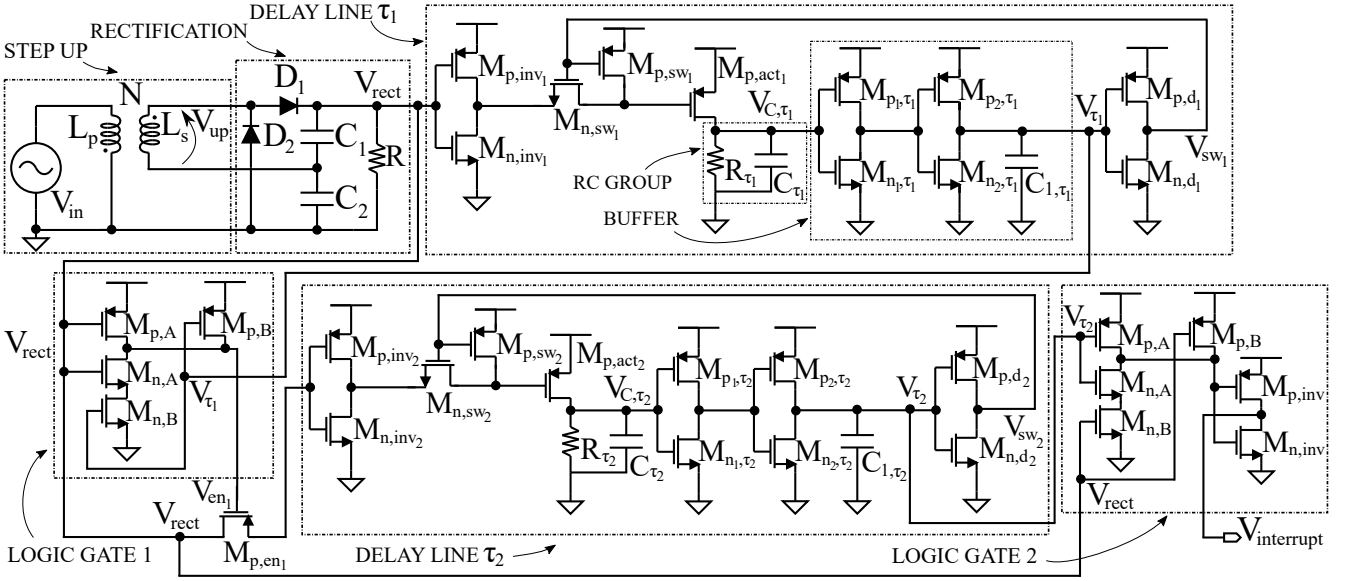 DELAY LINE τ1
RECTIFICATION
STEP UP
N
Lp
Ls
Vup
Vin
D1
D2
C1
C2
R
Vrect
Mp,inv1
Mn,inv1
Mn,sw1
Mp,sw1
Mp,act1
VC,τ1
Rτ1
Cτ1
RC GROUP
BUFFER
Mp1,τ1
Mn1,τ1
Mp2,τ1
Mn2,τ1
C1,τ1
Vτ1
Mp,d1
Mn,d1
Vsw1
Vrect
Mp,A
Mp,B
Mn,A
Mn,B
Vτ1
Ven1
Vrect
Mp,en1
LOGIC GATE 1
Mp,inv2
Mn,inv2
Mn,sw2
Mp,sw2
Mp,act2
VC,τ2
Rτ2
Cτ2
Mp1,τ2
Mn1,τ2
Mp2,τ2
Mn2,τ2
C1,τ2
Vτ2
Mp,d2
Mn,d2
Vsw2
DELAY LINE τ2
Vτ2
Mp,A
Mp,B
Mn,A
Mn,B
Mp,inv
Mn,inv
Vrect
Vinterrupt
LOGIC GATE 2